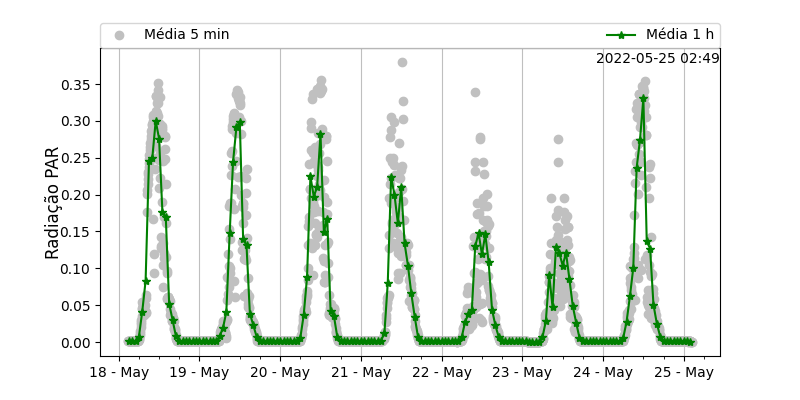 Média 5 min
Média 1 h
2022-05-25 02:49
Radiação PAR
0.35
0.30
0.25
0.20
0.15
0.10
0.05
0.00
18 - May
19 - May
20 - May
21 - May
22 - May
23 - May
24 - May
25 - May